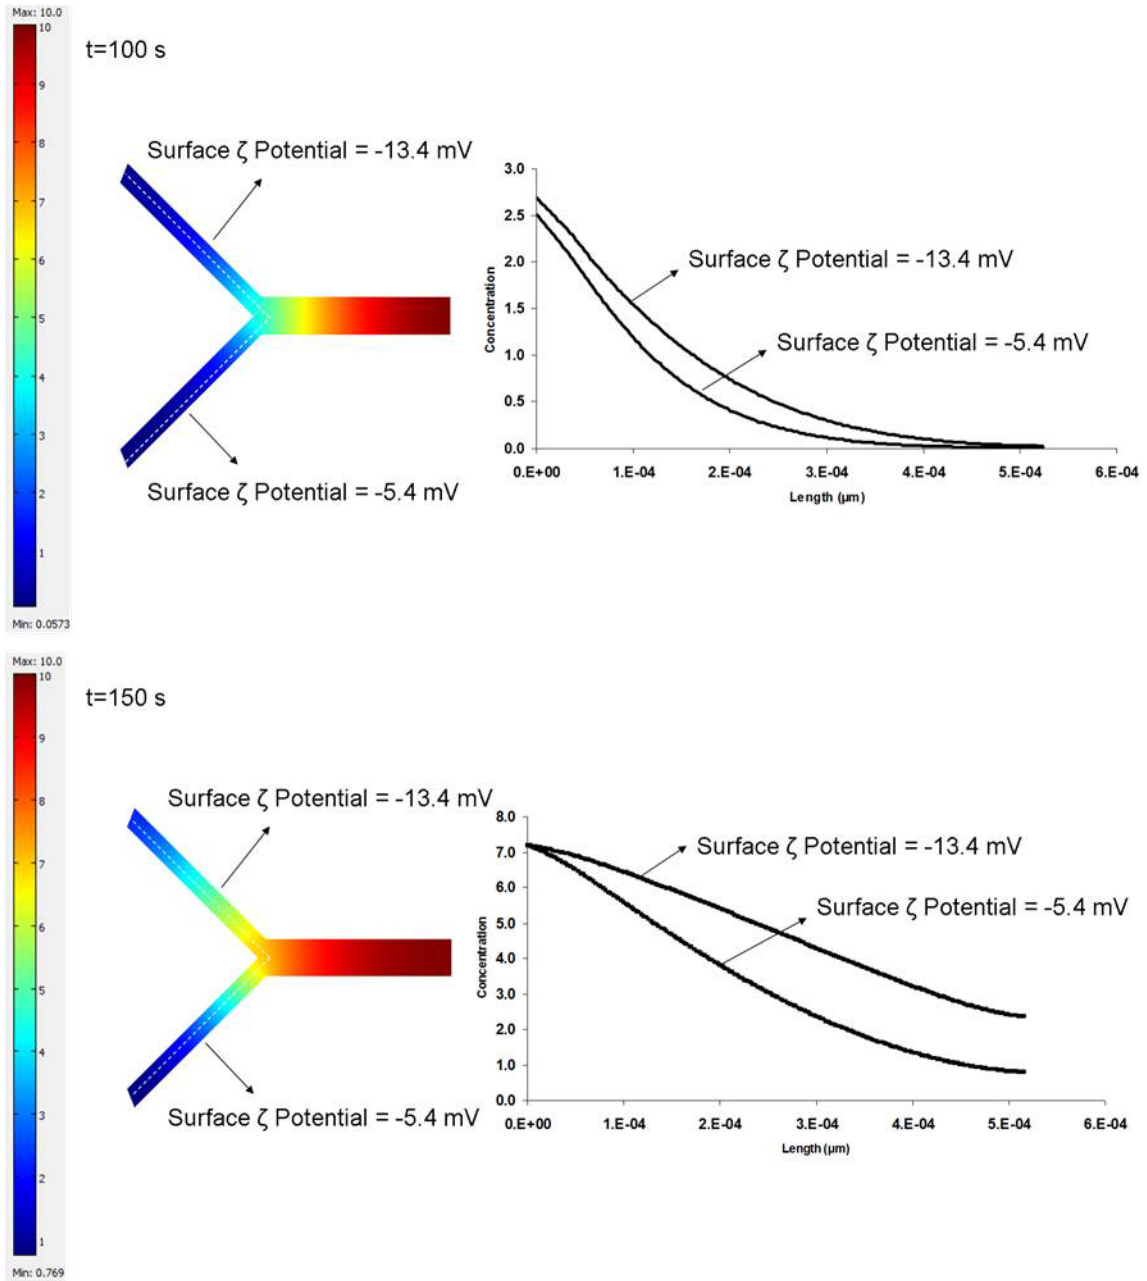 Max: 10.0
10
9
8
7
6
5
4
3
2
1
Min: 0.0573
t=100 s
Surface ζ Potential = -13.4 mV
Surface ζ Potential = -5.4 mV
3.0
2.5
2.0
1.5
1.0
0.5
0.0
Concentration
Surface ζ Potential = -13.4 mV
Surface ζ Potential = -5.4 mV
0.E+00 1.E-04 2.E-04 3.E-04 4.E-04 5.E-04 6.E-04
Length (µm)
Max: 10.0
10
9
8
7
6
5
4
3
2
1
Min: 0.769
t=150 s
Surface ζ Potential = -13.4 mV
Surface ζ Potential = -5.4 mV
8.0
7.0
6.0
5.0
4.0
3.0
2.0
1.0
0.0
Concentration
Surface ζ Potential = -13.4 mV
Surface ζ Potential = -5.4 mV
0.E+00 1.E-04 2.E-04 3.E-04 4.E-04 5.E-04 6.E-04
Length (µm)